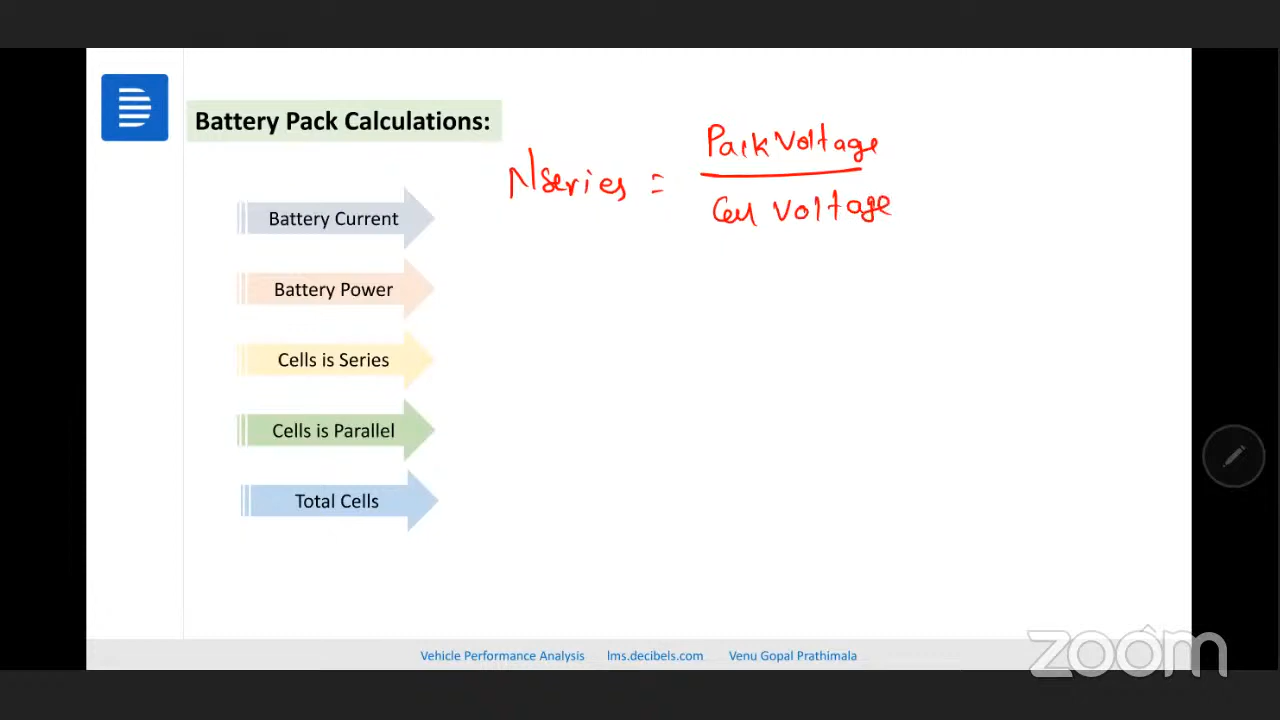 Battery Pack Calculations:
Nseries = Pack Voltage
Cell Voltage
Battery Current
Battery Power
Cells is Series
Cells is Parallel
Total Cells
Vehicle Performance Analysis lms.decibels.com Venu Gopal Prathimala
zoom